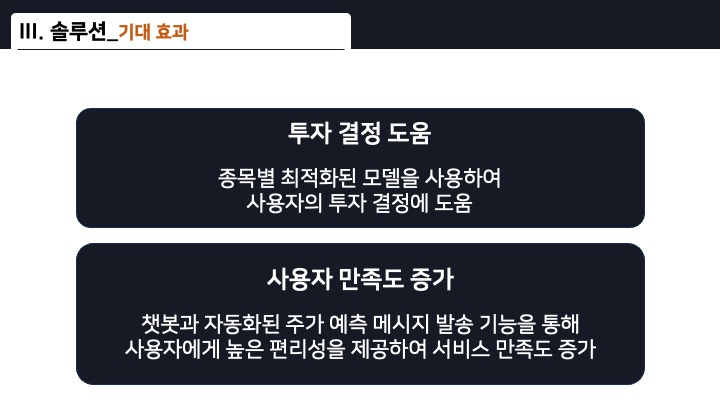 III. 솔루션_기대 효과
투자 결정 도움
종목별 최적화된 모델을 사용하여
사용자의 투자 결정에 도움
사용자 만족도 증가
챗봇과 자동화된 주가 예측 메시지 발송 기능을 통해
사용자에게 높은 편리성을 제공하여 서비스 만족도 증가